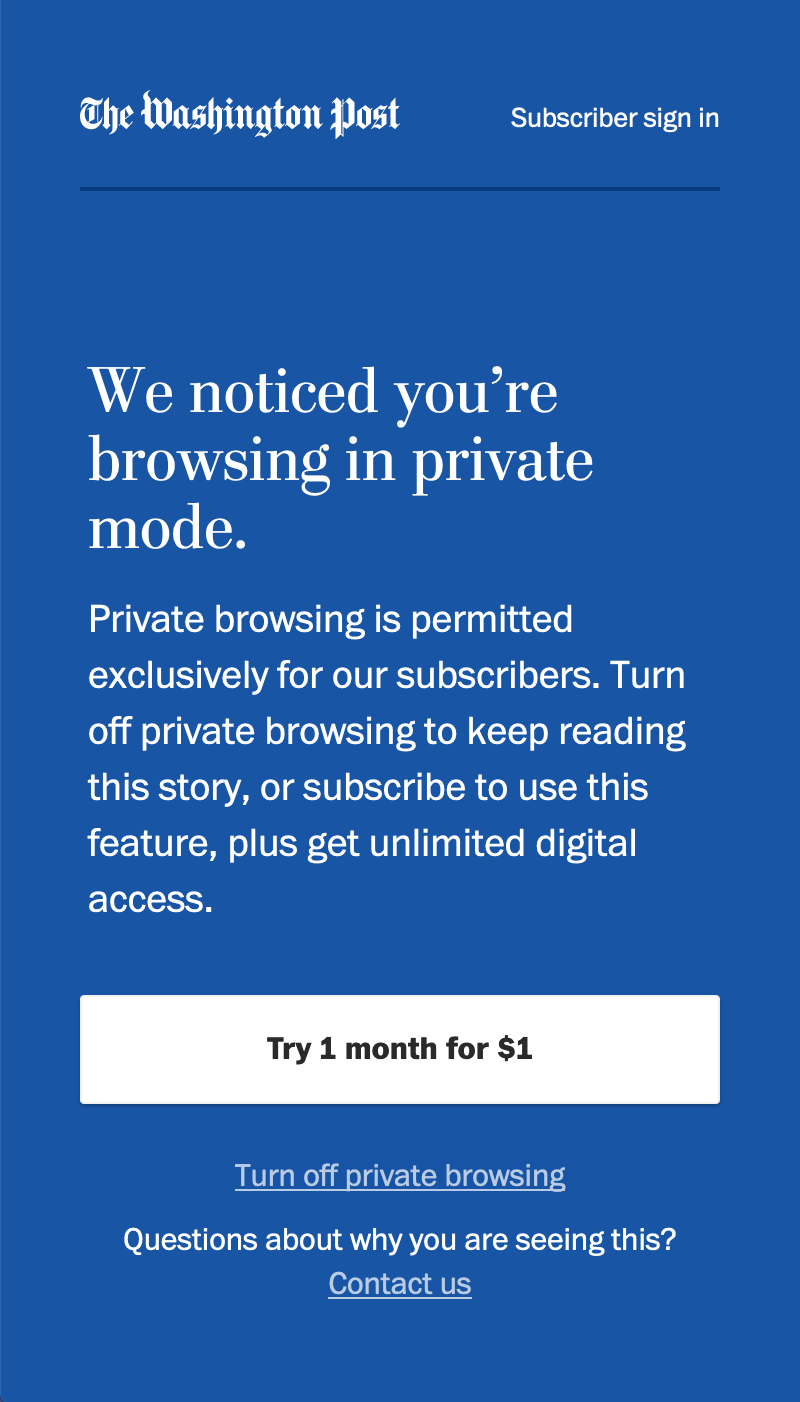 The Washington Post
Subscriber sign in
We noticed you’re
browsing in private
mode.
Private browsing is permitted
exclusively for our subscribers. Turn
off private browsing to keep reading
this story, or subscribe to use this
feature, plus get unlimited digital
access.
Try 1 month for $1
Turn off private browsing
Questions about why you are seeing this?
Contact us